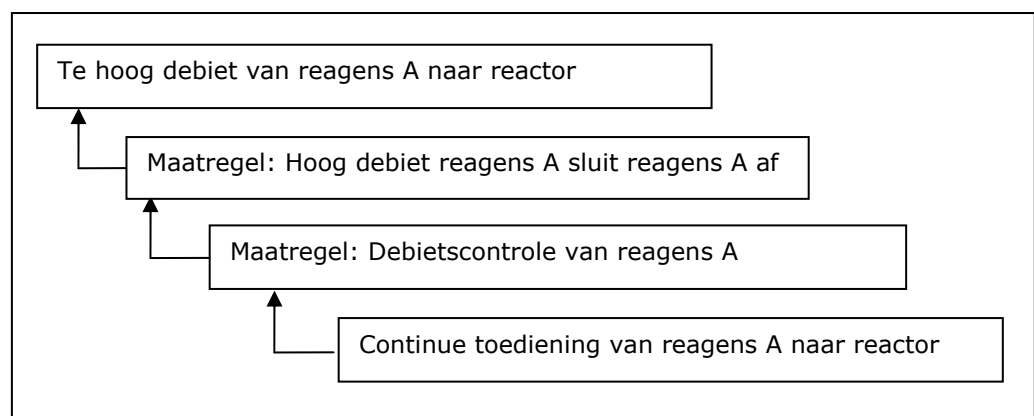 Te hoog debiet van reagens A naar reactor
Maatregel: Hoog debiet reagens A sluit reagens A af
Maatregel: Debietscontrole van reagens A
Continue toediening van reagens A naar reactor